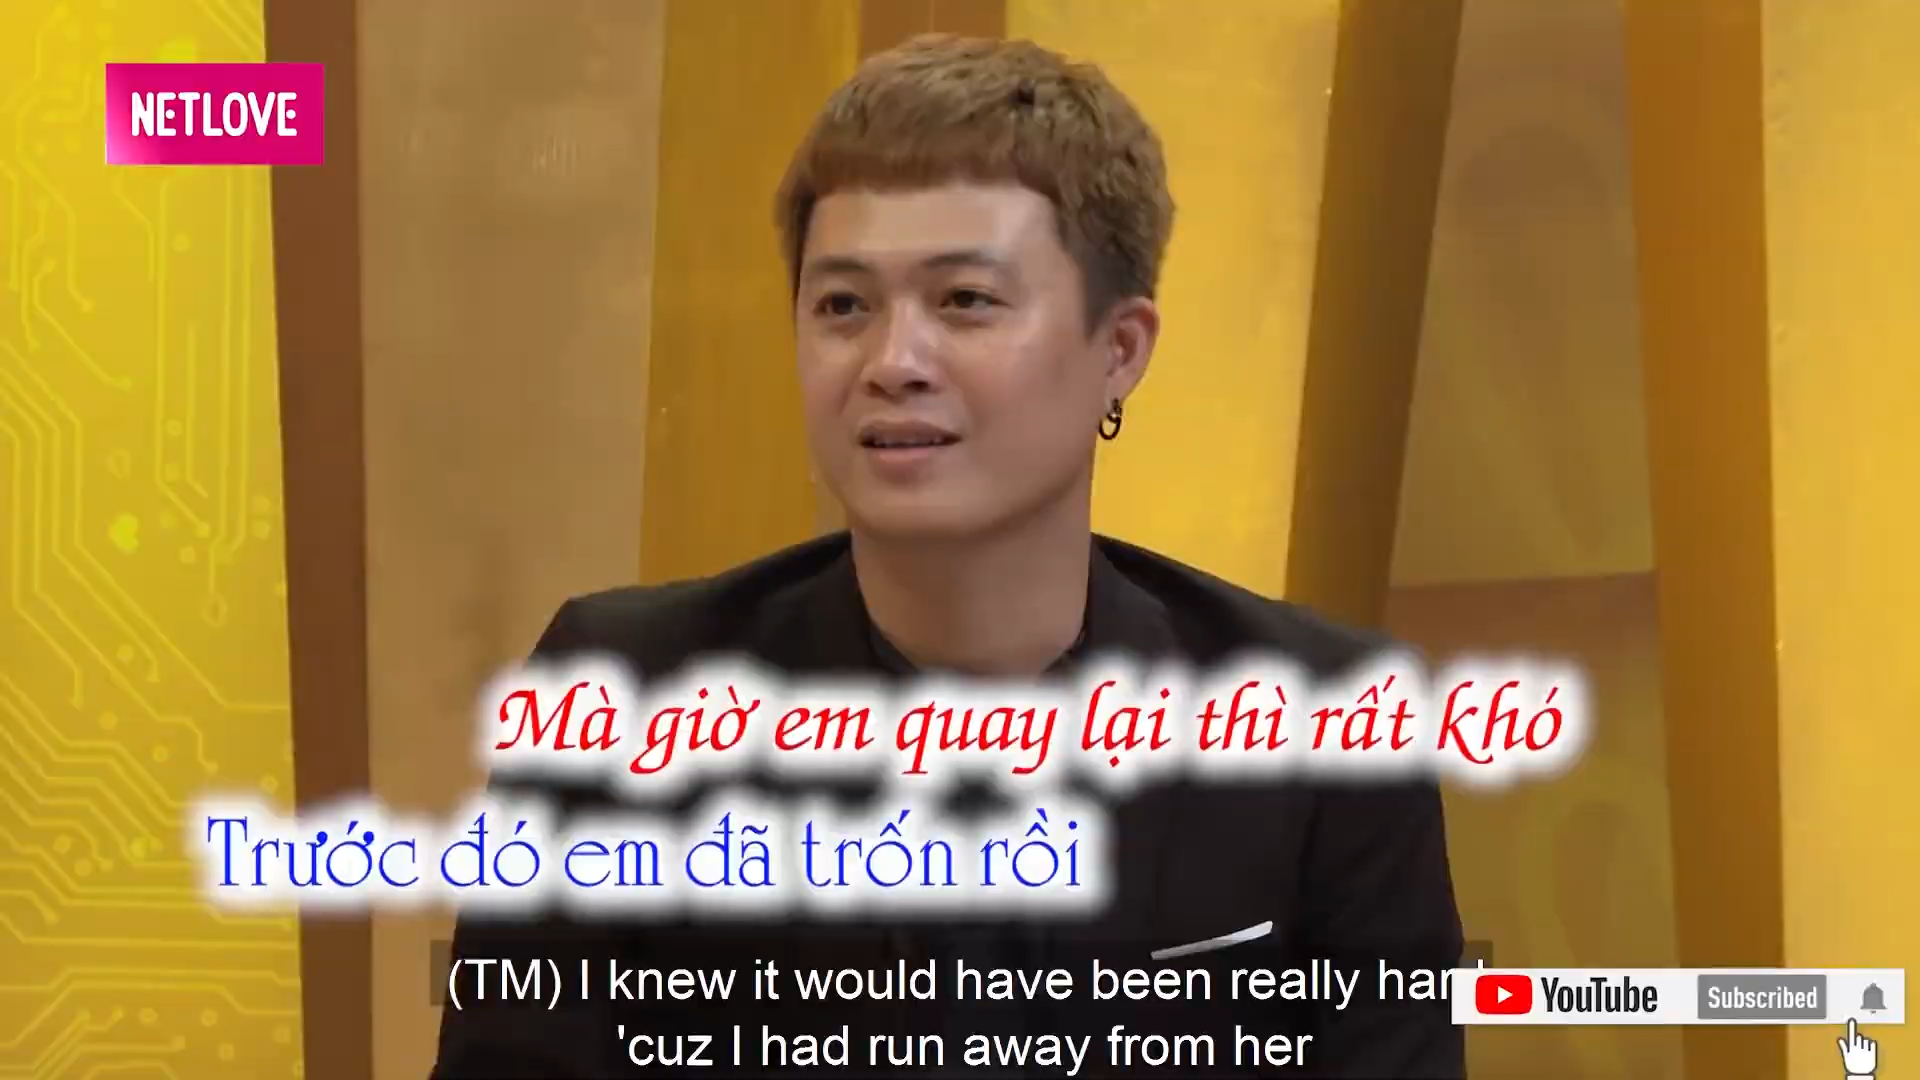 NETLOVE
Mà giờ em quay lại thì rất khó
Trước đó em đã trốn rồi
(TM) I knew it would have been really
'cuz I had run away from her
YouTube
Subscribed